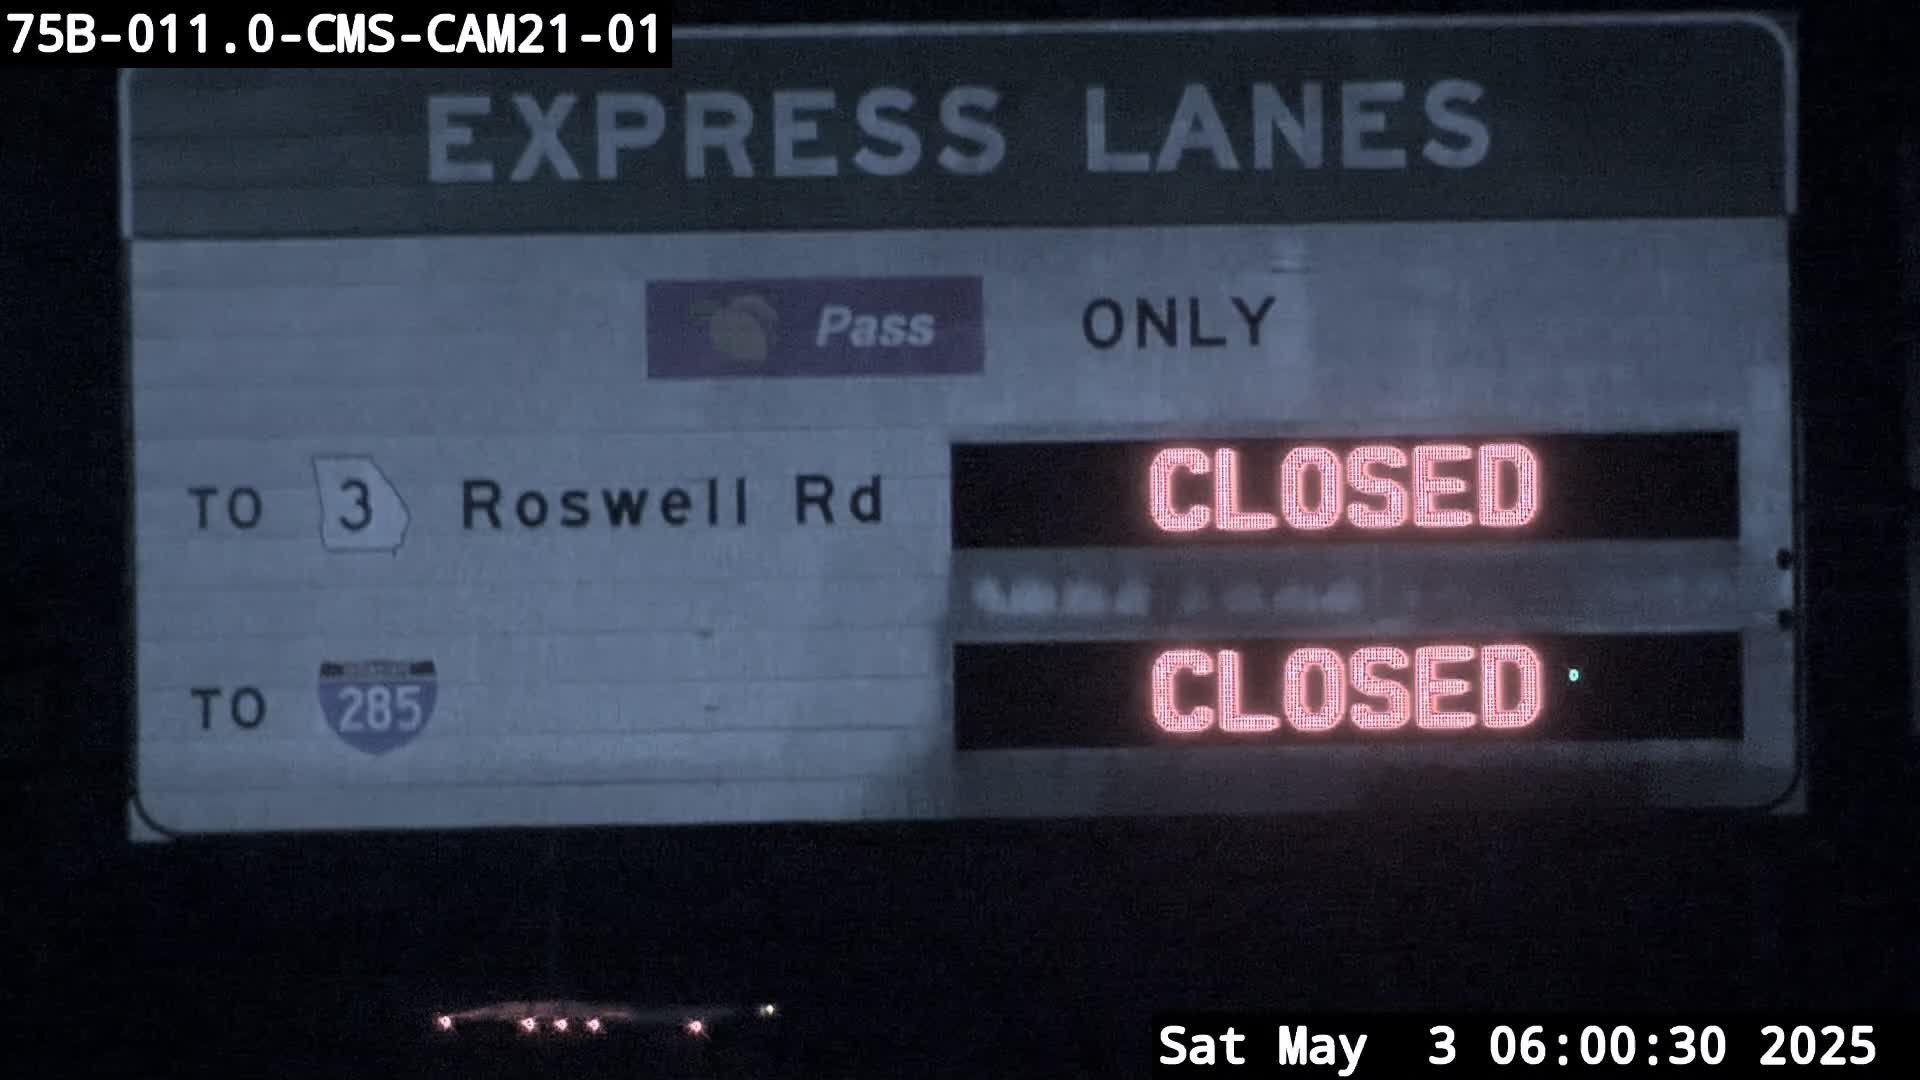 75B-011.0-CMS-CAM21-01
EXPRESS LANES
Pass ONLY
TO 3 Roswell Rd CLOSED
TO 285 CLOSED
Sat May 3 06:00:30 2025